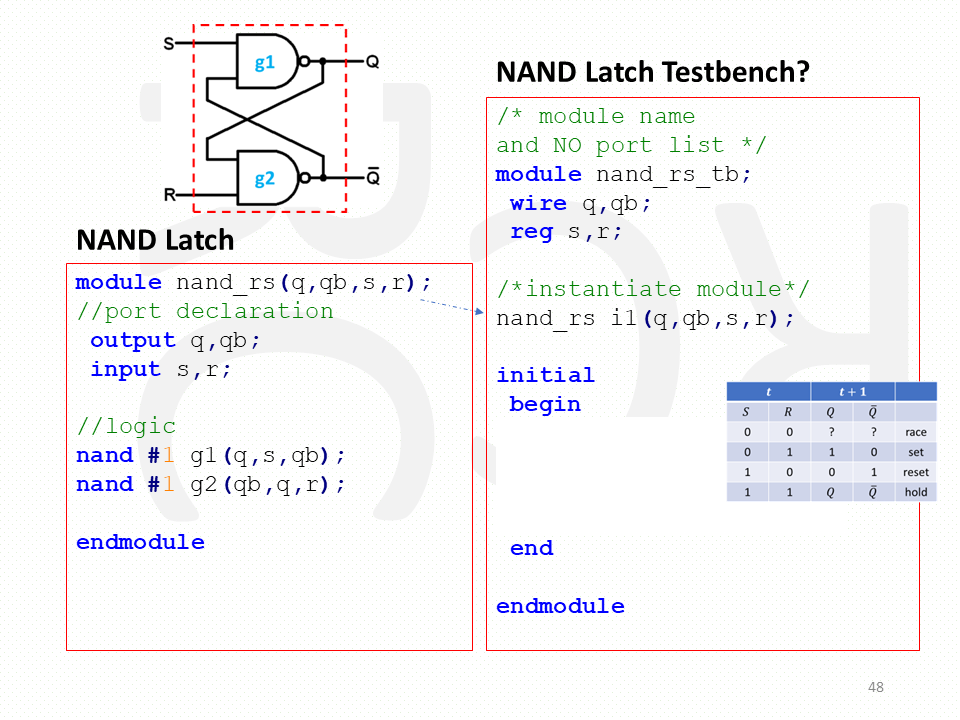 S
g1
Q
g2
R
Q̅
NAND Latch
module nand_rs(q,qb,s,r);
//port declaration
output q,qb;
input s,r;
//logic
nand #1 g1(q,s,qb);
nand #1 g2(qb,q,r);
endmodule
NAND Latch Testbench?
/* module name
and NO port list */
module nand_rs_tb;
wire q,qb;
reg s,r;
/*instantiate module*/
nand_rs i1(q,qb,s,r);
initial
begin
t t + 1
S R Q Q̅
0 0 ? ? race
0 1 1 0 set
1 0 0 1 reset
1 1 Q Q̅ hold
end
endmodule
48